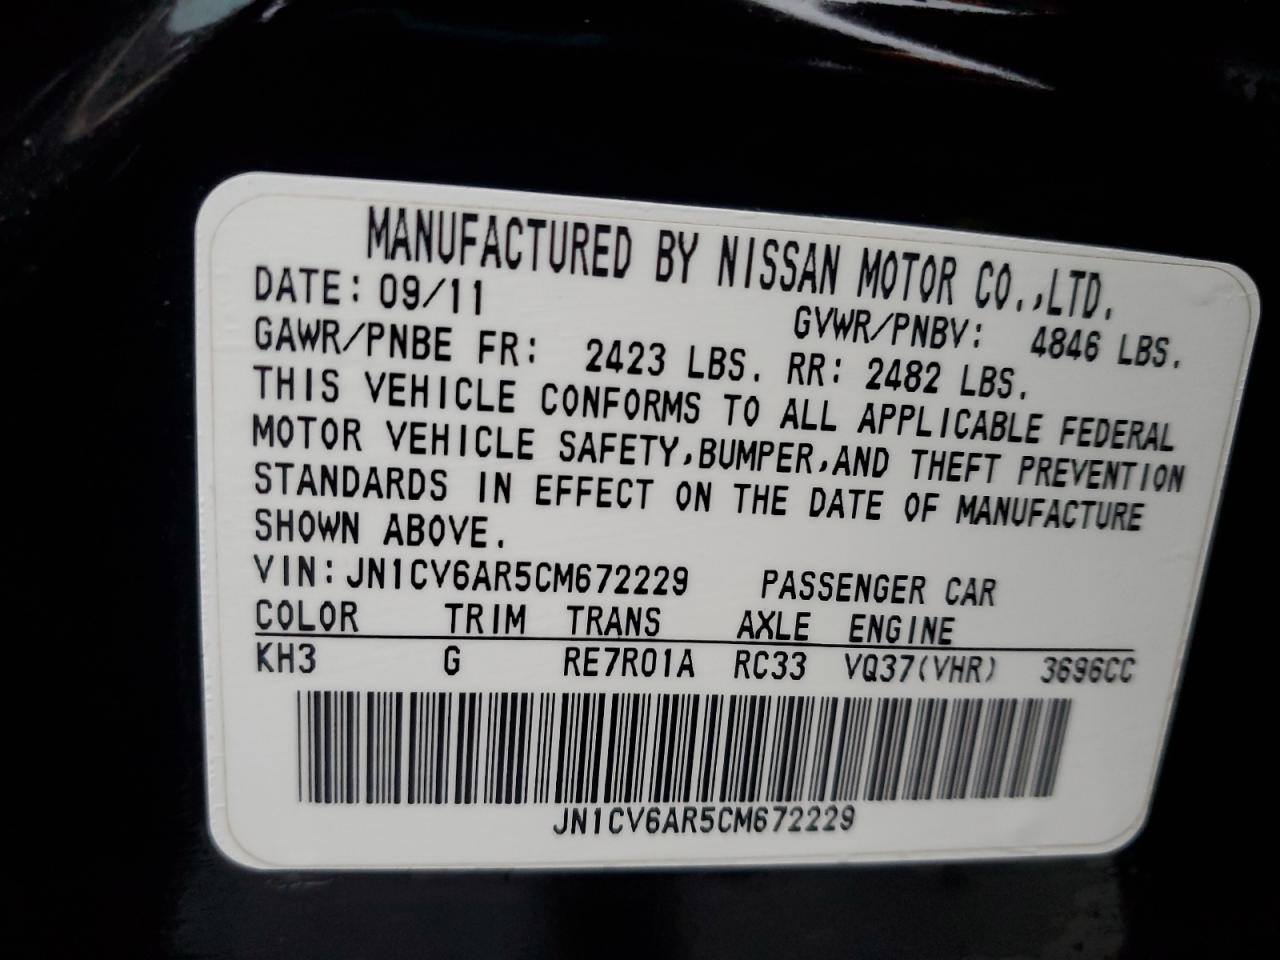 MANUFACTURED BY NISSAN MOTOR CO.,LTD.
DATE: 09/11 GVWR/PNBV: 4846 LBS.
GAWR/PNBE FR: 2423 LBS. RR: 2482 LBS.
THIS VEHICLE CONFORMS TO ALL APPLICABLE FEDERAL
MOTOR VEHICLE SAFETY,BUMPER,AND THEFT PREVENTION
STANDARDS IN EFFECT ON THE DATE OF MANUFACTURE
SHOWN ABOVE.
VIN: JN1CV6AR5CM672229 PASSENGER CAR
COLOR TRIM TRANS AXLE ENGINE
KH3 G RE7R01A RC33 VQ37(VHR) 3696CC
JN1CV6AR5CM672229